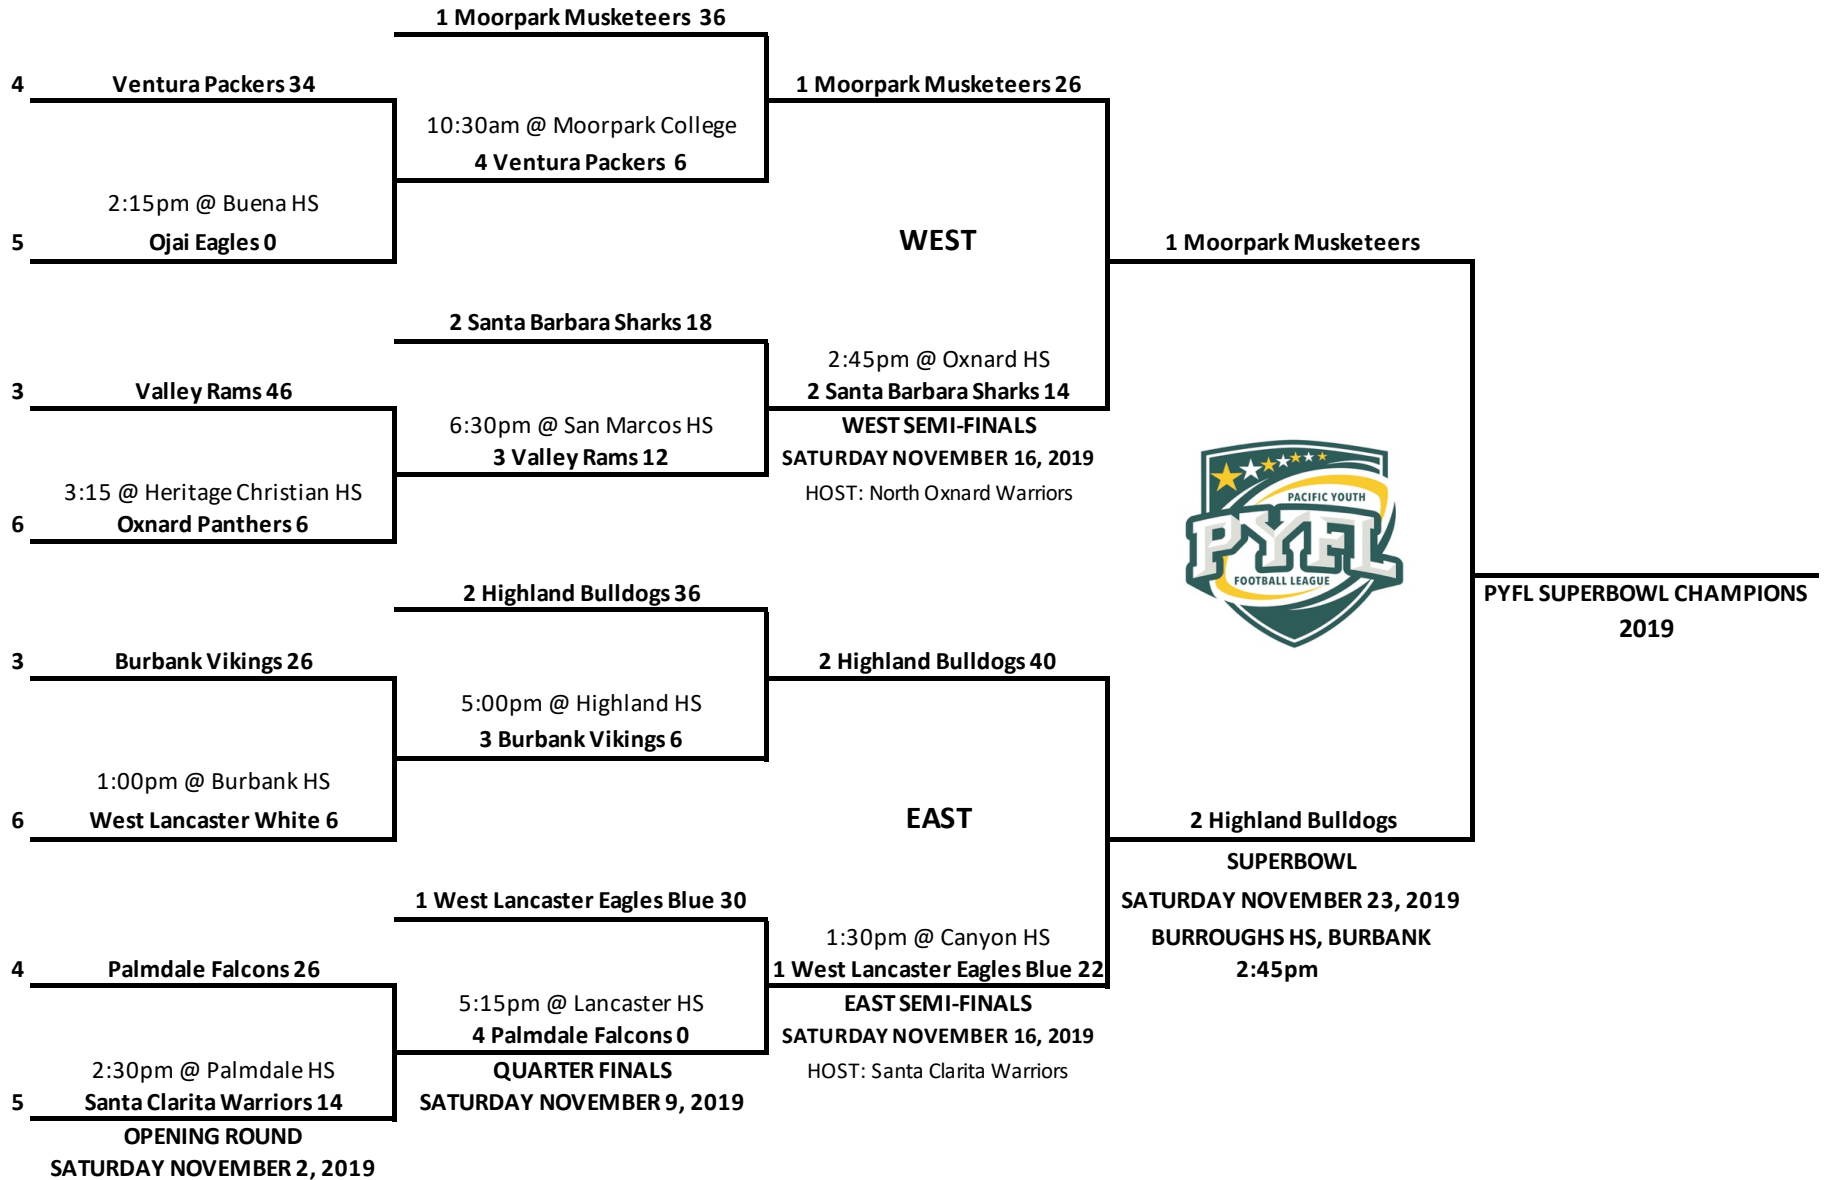 1 Moorpark Musketeers 36
4 Ventura Packers 34
1 Moorpark Musketeers 26
10:30am @ Moorpark College
4 Ventura Packers 6
2:15pm @ Buena HS
5 Ojai Eagles 0
WEST
1 Moorpark Musketeers
2 Santa Barbara Sharks 18
2:45pm @ Oxnard HS
3 Valley Rams 46
2 Santa Barbara Sharks 14
6:30pm @ San Marcos HS
WEST SEMI-FINALS
3 Valley Rams 12
SATURDAY NOVEMBER 16, 2019
3:15 @ Heritage Christian HS
HOST: North Oxnard Warriors
6 Oxnard Panthers 6
PACIFIC YOUTH
PYFL
FOOTBALL LEAGUE
2 Highland Bulldogs 36
PYFL SUPERBOWL CHAMPIONS
2019
3 Burbank Vikings 26
2 Highland Bulldogs 40
5:00pm @ Highland HS
3 Burbank Vikings 6
1:00pm @ Burbank HS
6 West Lancaster White 6
EAST
2 Highland Bulldogs
SUPERBOWL
SATURDAY NOVEMBER 23, 2019
BURROUGHS HS, BURBANK
2:45pm
1 West Lancaster Eagles Blue 30
1:30pm @ Canyon HS
4 Palmdale Falcons 26
1 West Lancaster Eagles Blue 22
5:15pm @ Lancaster HS
EAST SEMI-FINALS
4 Palmdale Falcons 0
SATURDAY NOVEMBER 16, 2019
2:30pm @ Palmdale HS
QUARTER FINALS
HOST: Santa Clarita Warriors
5 Santa Clarita Warriors 14
SATURDAY NOVEMBER 9, 2019
OPENING ROUND
SATURDAY NOVEMBER 2, 2019